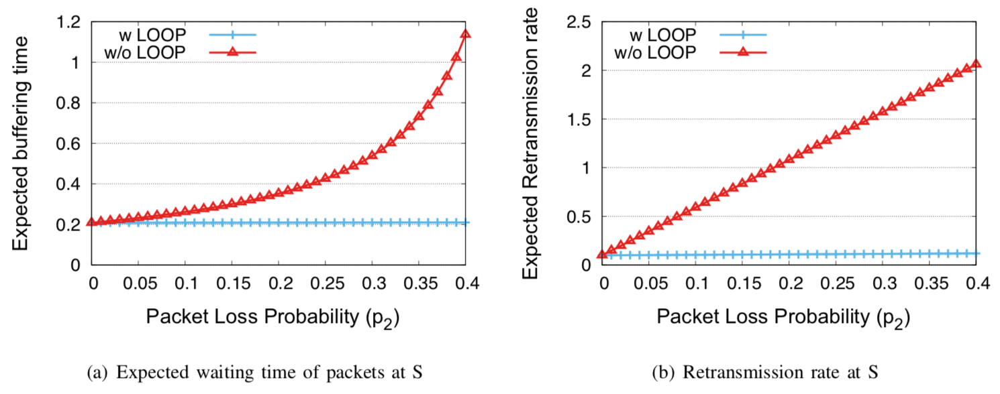 Expected buffering time
1.2
1
0.8
0.6
0.4
0.2
0
w LOOP
w/o LOOP
0 0.05 0.1 0.15 0.2 0.25 0.3 0.35 0.4
Packet Loss Probability (p2)
(a) Expected waiting time of packets at S
Expected Retransmission rate
2.5
2
1.5
1
0.5
0
w LOOP
w/o LOOP
0 0.05 0.1 0.15 0.2 0.25 0.3 0.35 0.4
Packet Loss Probability (p2)
(b) Retransmission rate at S